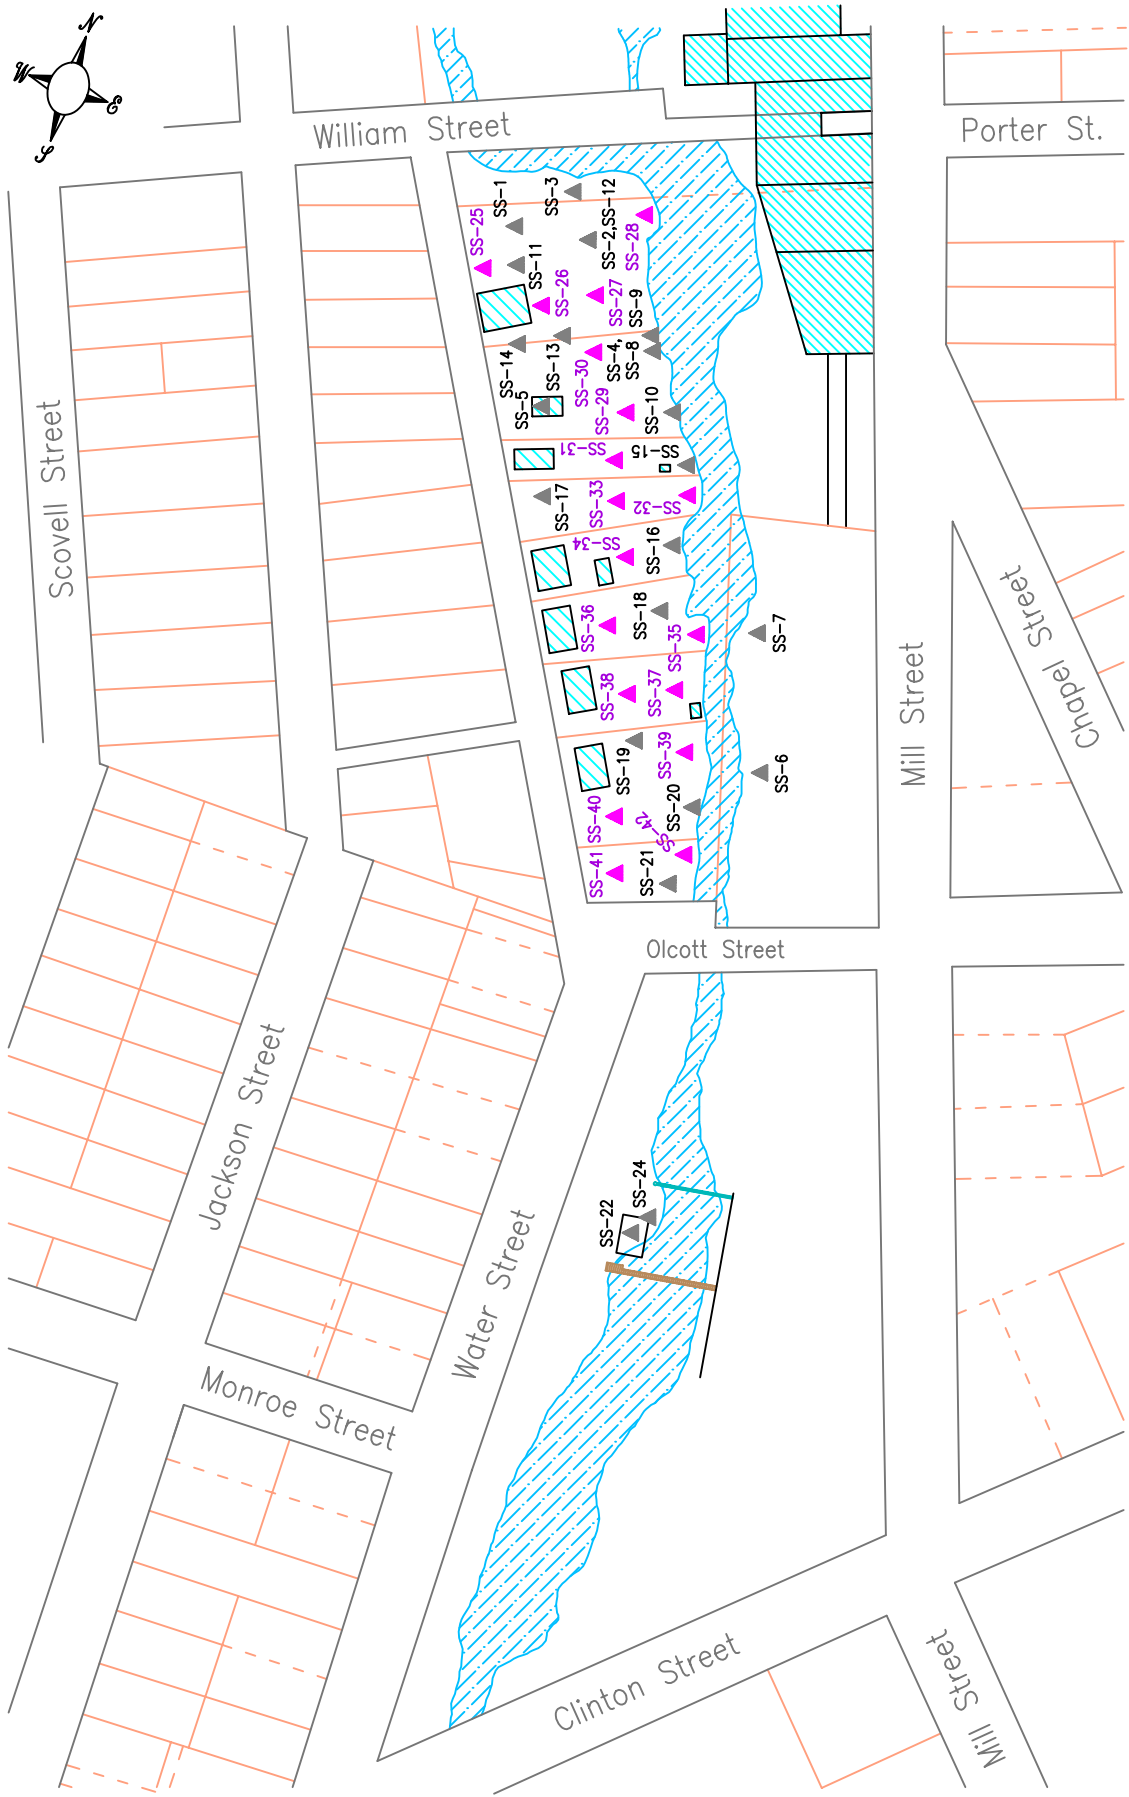 N
W
E
S
William Street
Porter St.
SS-1
SS-3
SS-2,SS-12
SS-25
SS-28
SS-11
SS-26
SS-27
SS-9
SS-14
SS-13
SS-30
SS-4,
SS-8
SS-5
SS-29
SS-10
SS-31
SS-15
SS-17
SS-33
SS-32
SS-34
SS-16
SS-36
SS-18
SS-35
SS-7
SS-38
SS-37
SS-19
SS-39
SS-6
SS-40
SS-42
SS-20
SS-41
SS-21
Scovell Street
Mill Street
Chapel Street
Olcott Street
Jackson Street
SS-24
SS-22
Water Street
Monroe Street
Clinton Street
Mill Street